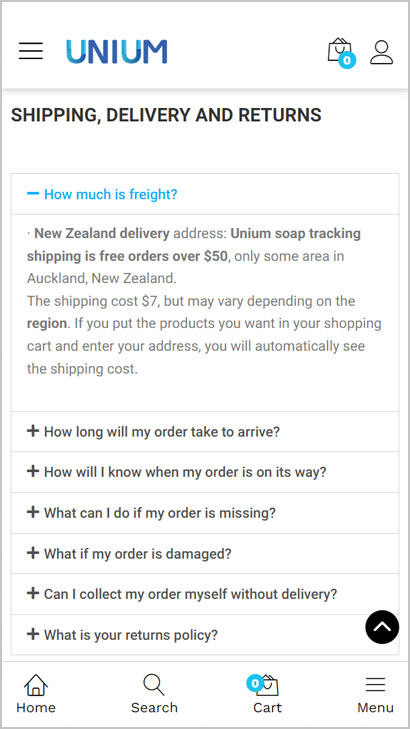 UNIUM
0
SHIPPING, DELIVERY AND RETURNS
How much is freight?
· New Zealand delivery address: Unium soap tracking
shipping is free orders over $50, only some area in
Auckland, New Zealand.
The shipping cost $7, but may vary depending on the
region. If you put the products you want in your shopping
cart and enter your address, you will automatically see
the shipping cost.
How long will my order take to arrive?
How will I know when my order is on its way?
What can I do if my order is missing?
What if my order is damaged?
Can I collect my order myself without delivery?
What is your returns policy?
0
Home Search Cart Menu